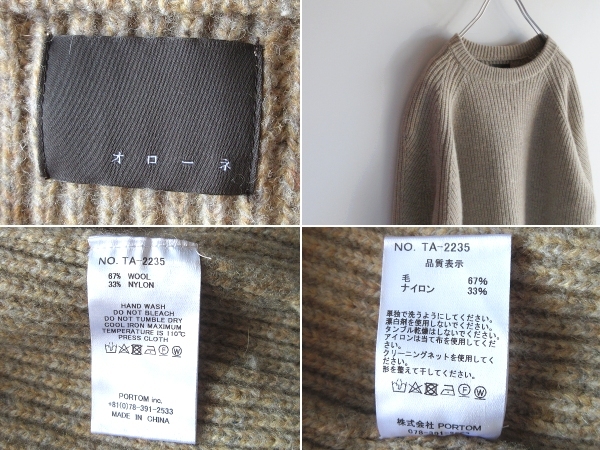 オローネ
NO. TA-2235
67% WOOL
33% NYLON
HAND WASH
DO NOT BLEACH
DO NOT TUMBLE DRY
COOL IRON MAXIMUM
TEMPERATURE IS 110℃
PRESS CLOTH
PORTOM inc.
+81(0)78-391-2533
MADE IN CHINA
NO. TA-2235
品質表示
毛 67%
ナイロン 33%
単独で洗うようにしてください。
漂白剤を使用しないでください。
タンブル乾燥はしないでください。
アイロンは当て布を使用してくだ
さい。
クリーニングネットを使用してく
ださい。
形を整えて干してください。
株式会社 PORTOM